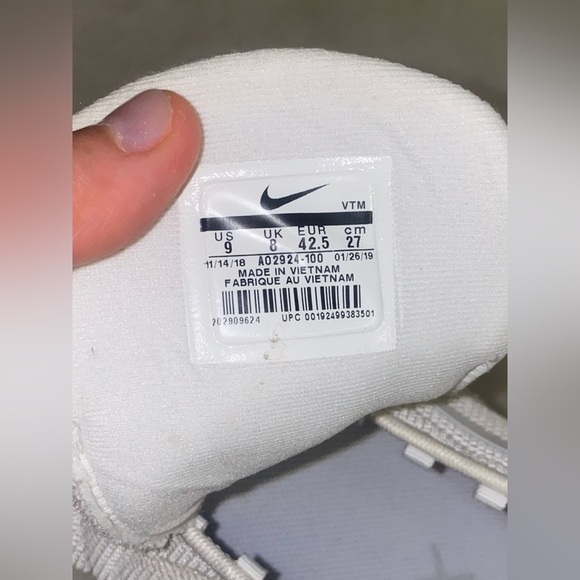 VTM
US UK EUR cm
9 8 42.5 27
11/14/18 AO2924-100 01/26/19
MADE IN VIETNAM
FABRIQUE AU VIETNAM
202909624 UPC 00192499383501